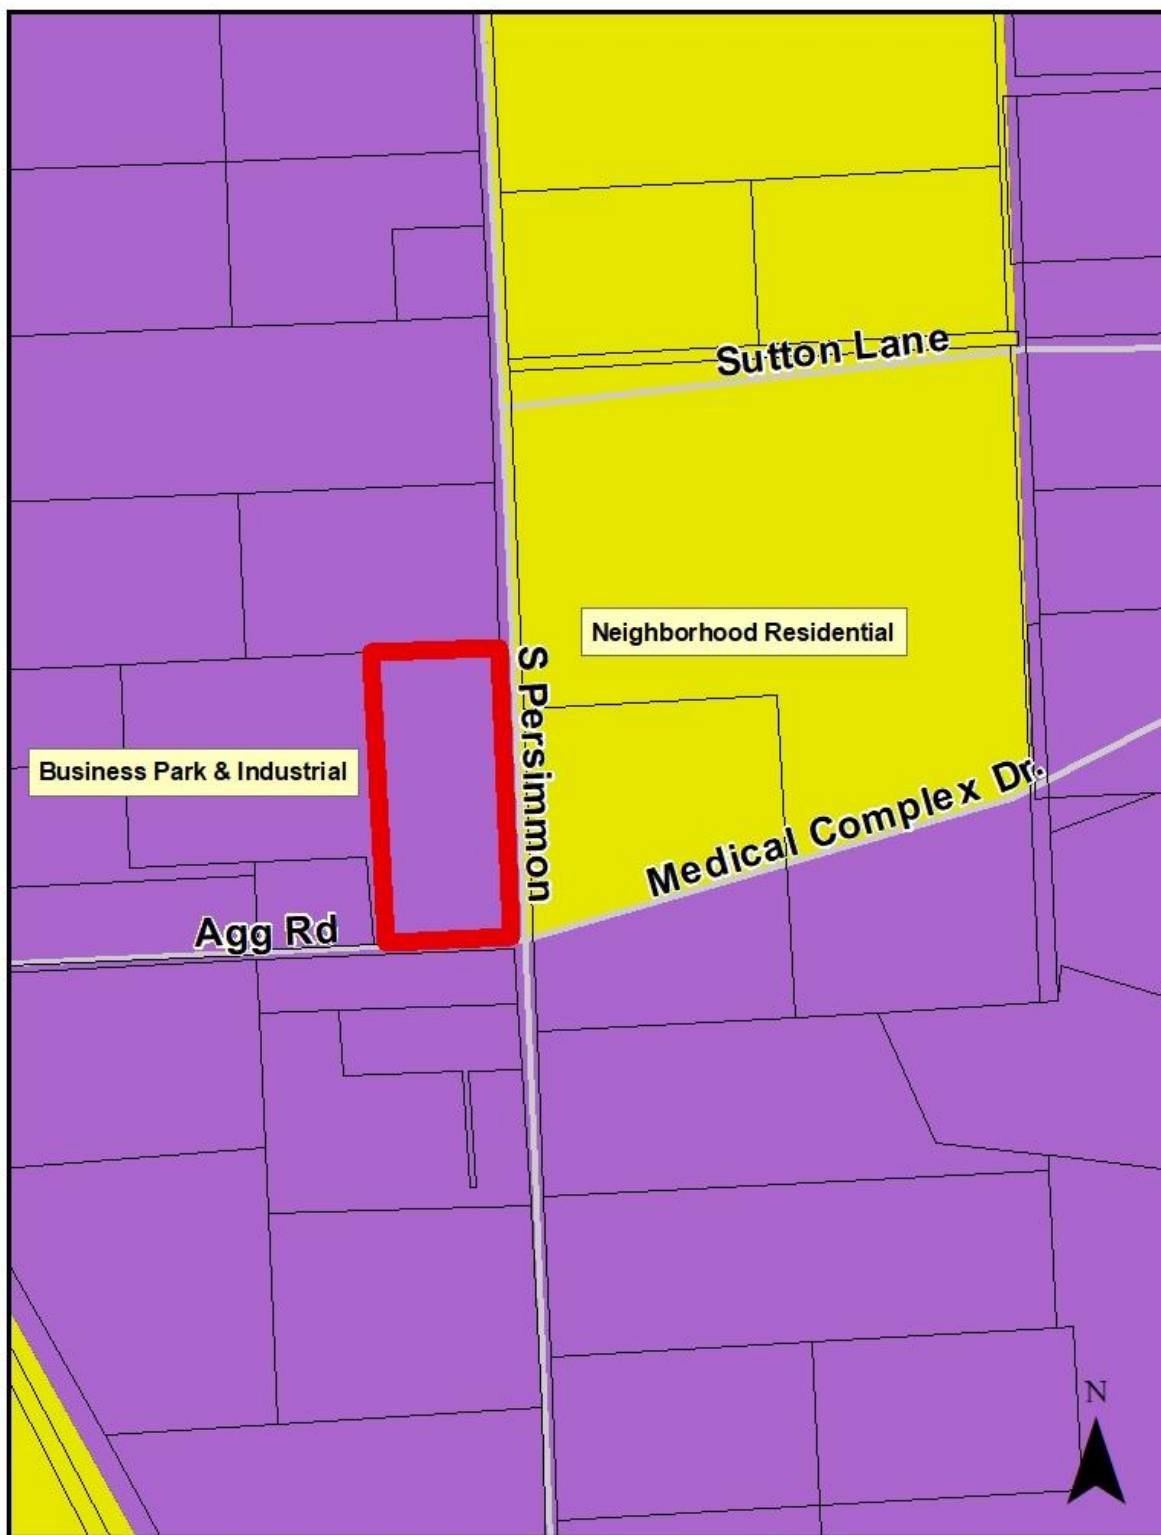 Sutton Lane
Neighborhood Residential
S Persimmon
Business Park & Industrial
Medical Complex Dr.
Agg Rd
N